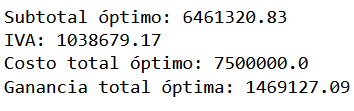 Subtotal óptimo: 6461320.83
IVA: 1038679.17
Costo total óptimo: 7500000.0
Ganancia total óptima: 1469127.09